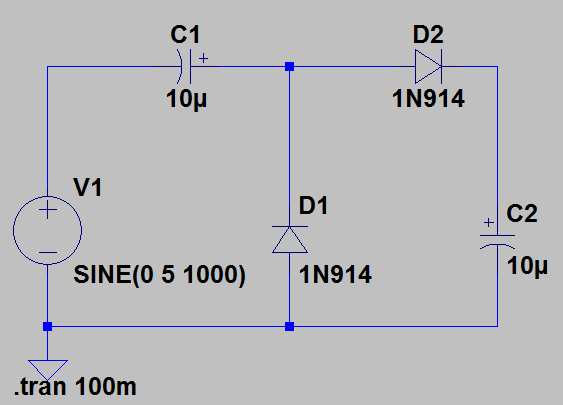 C1
D2
10µ
1N914
V1
D1
C2
SINE(0 5 1000)
1N914
10µ
.tran 100m